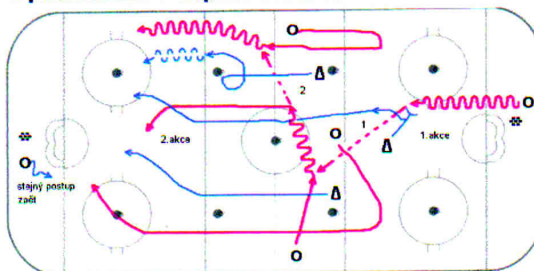 O
2
O
1
O
1.akce
2.akce
Δ
Δ
Δ
O
stejný postup
zpět
O